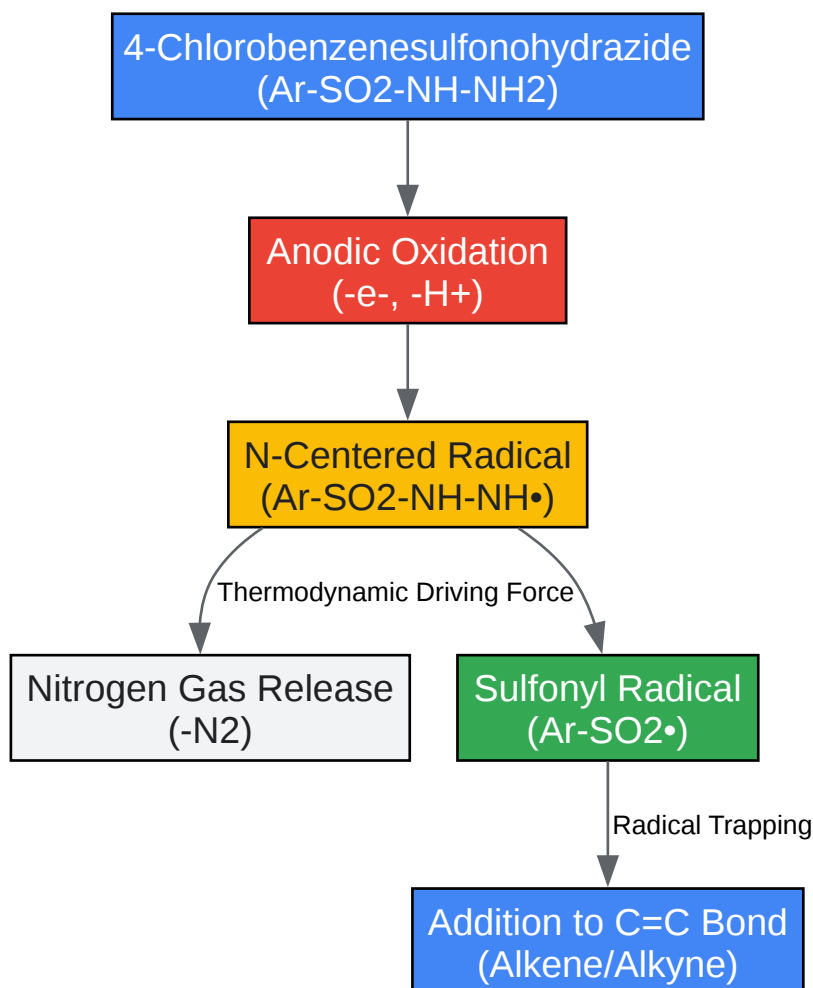 4-Chlorobenzenesulfonohydrazide
(Ar-SO2-NH-NH2)
Anodic Oxidation
(-e-, -H+)
N-Centered Radical
(Ar-SO2-NH-NH•)
Thermodynamic Driving Force
Nitrogen Gas Release
(-N2)
Sulfonyl Radical
(Ar-SO2•)
Radical Trapping
Addition to C=C Bond
(Alkene/Alkyne)